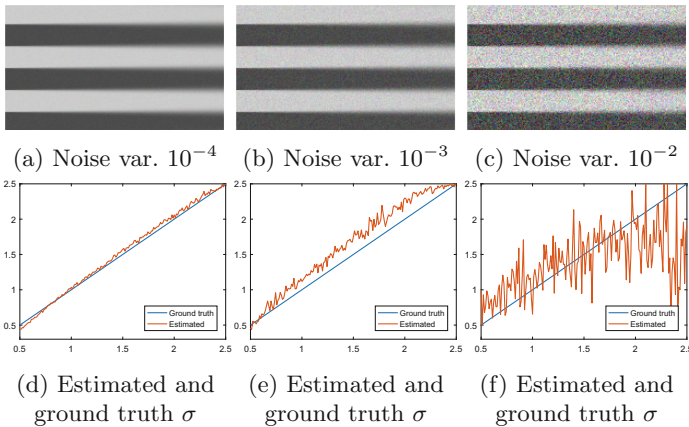 (a) Noise var. 10⁻⁴
(b) Noise var. 10⁻³
(c) Noise var. 10⁻²
2.5
2
1.5
1
0.5
0.5
1
1.5
2
2.5
Ground truth
Estimated
2.5
2
1.5
1
0.5
0.5
1
1.5
2
2.5
Ground truth
Estimated
2.5
2
1.5
1
0.5
0.5
1
1.5
2
2.5
Ground truth
Estimated
(d) Estimated and
ground truth σ
(e) Estimated and
ground truth σ
(f) Estimated and
ground truth σ